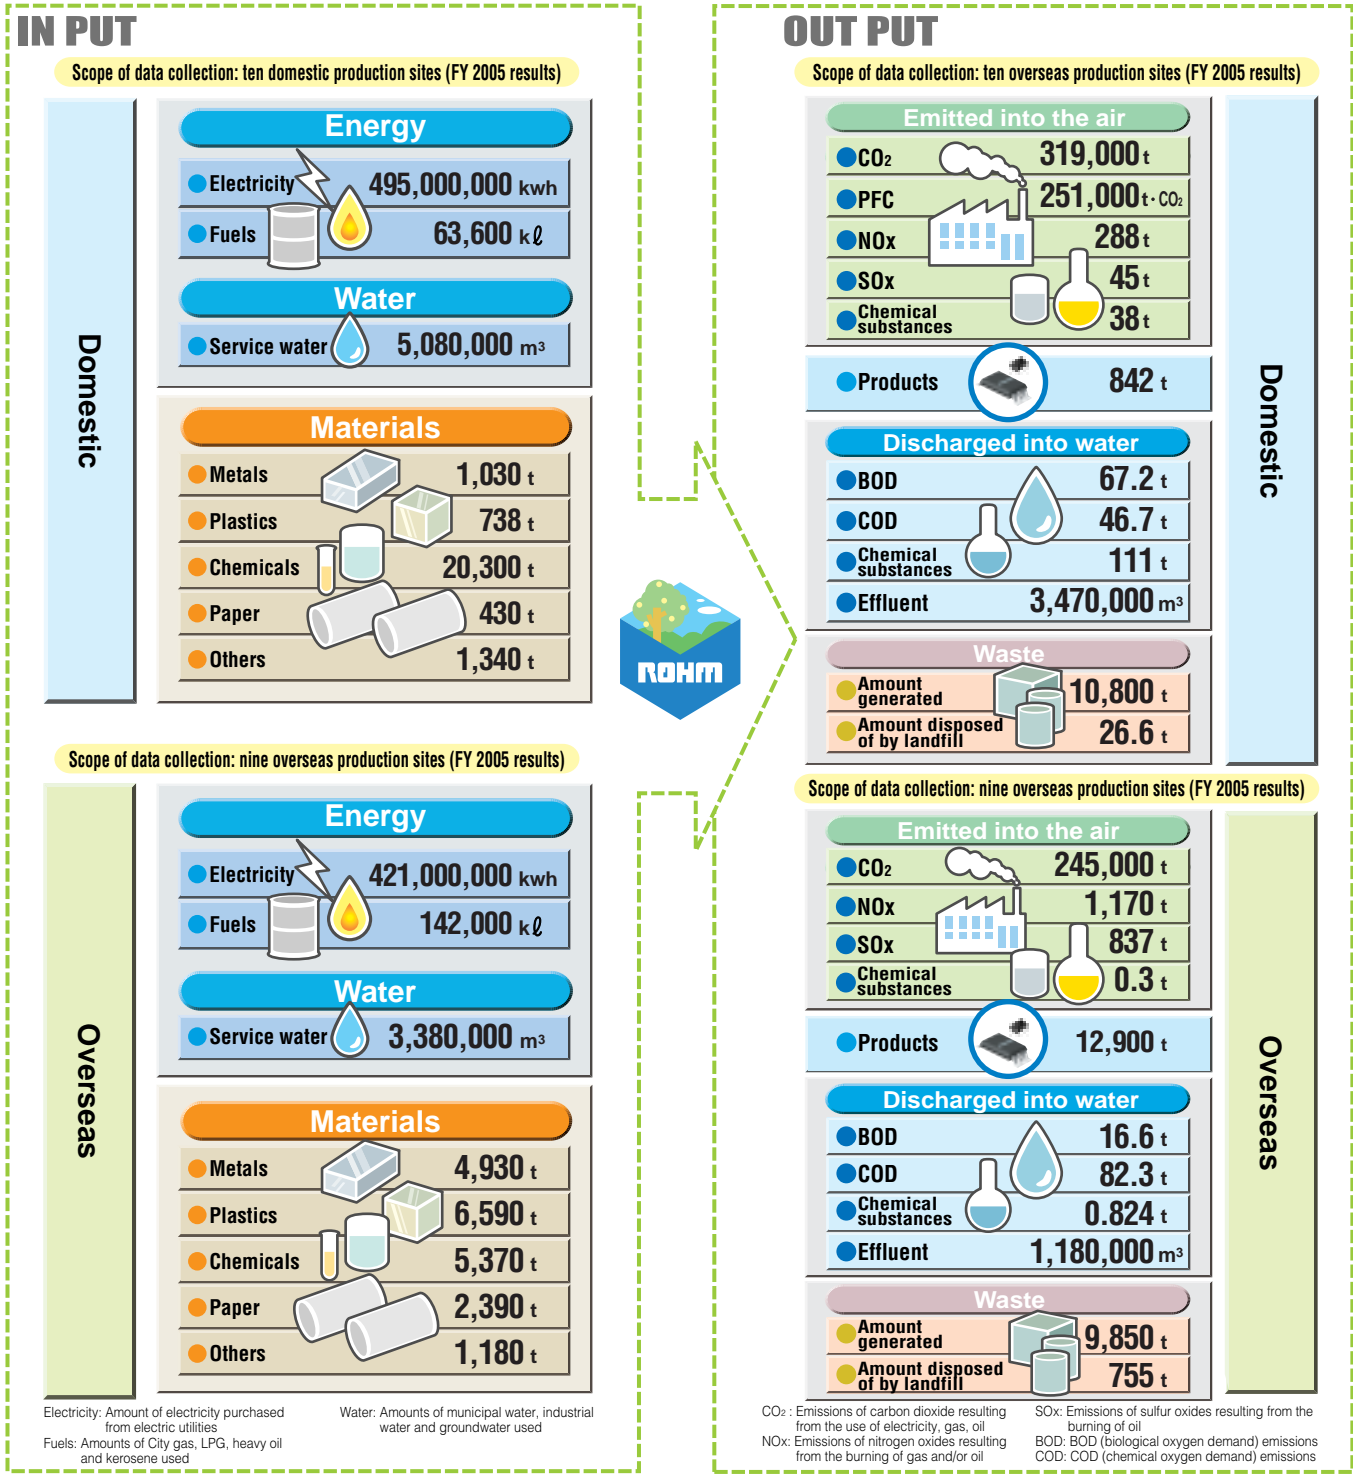 IN PUT
Scope of data collection: ten domestic production sites (FY 2005 results)
Domestic
Energy
Electricity 495,000,000 kwh
Fuels 63,600 kℓ
Water
Service water 5,080,000 m³
Materials
Metals 1,030 t
Plastics 738 t
Chemicals 20,300 t
Paper 430 t
Others 1,340 t
Scope of data collection: nine overseas production sites (FY 2005 results)
Overseas
Energy
Electricity 421,000,000 kwh
Fuels 142,000 kℓ
Water
Service water 3,380,000 m³
Materials
Metals 4,930 t
Plastics 6,590 t
Chemicals 5,370 t
Paper 2,390 t
Others 1,180 t
Electricity: Amount of electricity purchased
from electric utilities
Fuels: Amounts of City gas, LPG, heavy oil
and kerosene used
Water: Amounts of municipal water, industrial
water and groundwater used
ROHM
OUT PUT
Scope of data collection: ten overseas production sites (FY 2005 results)
Domestic
Emitted into the air
CO₂ 319,000 t
PFC 251,000 t·CO₂
NOx 288 t
SOx 45 t
Chemical
substances 38 t
Products 842 t
Discharged into water
BOD 67.2 t
COD 46.7 t
Chemical
substances 111 t
Effluent 3,470,000 m³
Waste
Amount
generated 10,800 t
Amount disposed
of by landfill 26.6 t
Scope of data collection: nine overseas production sites (FY 2005 results)
Overseas
Emitted into the air
CO₂ 245,000 t
NOx 1,170 t
SOx 837 t
Chemical
substances 0.3 t
Products 12,900 t
Discharged into water
BOD 16.6 t
COD 82.3 t
Chemical
substances 0.824 t
Effluent 1,180,000 m³
Waste
Amount
generated 9,850 t
Amount disposed
of by landfill 755 t
CO₂ : Emissions of carbon dioxide resulting
from the use of electricity, gas, oil
NOx: Emissions of nitrogen oxides resulting
from the burning of gas and/or oil
SOx: Emissions of sulfur oxides resulting from the
burning of oil
BOD: BOD (biological oxygen demand) emissions
COD: COD (chemical oxygen demand) emissions